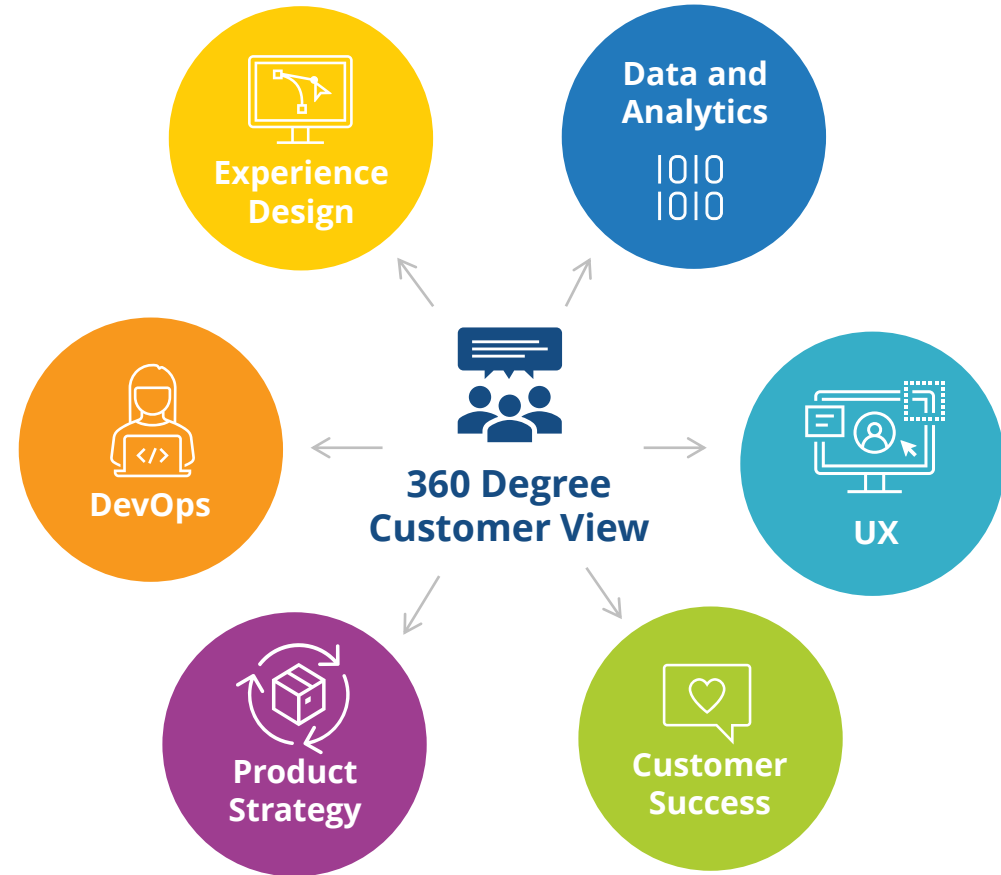 Experience
Design
Data and
Analytics
1010
1010
DevOps
</>
360 Degree
Customer View
UX
Product
Strategy
Customer
Success